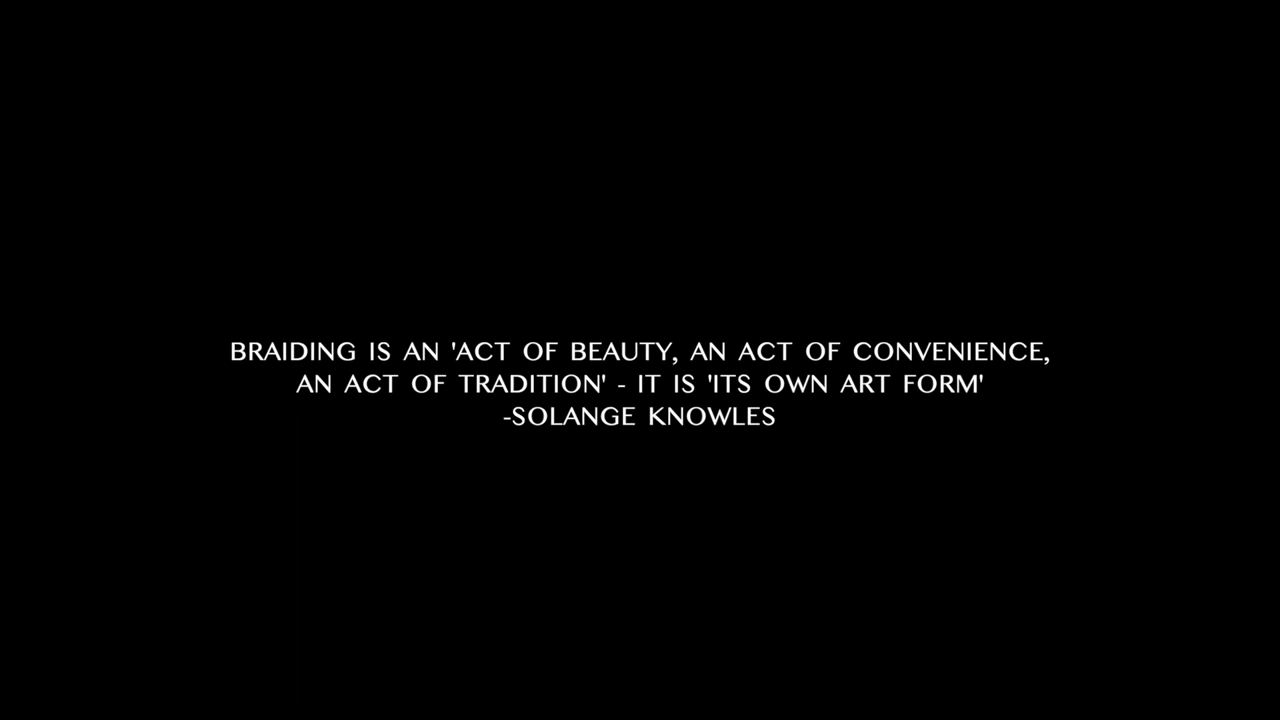 BRAIDING IS AN 'ACT OF BEAUTY, AN ACT OF CONVENIENCE,
AN ACT OF TRADITION' - IT IS 'ITS OWN ART FORM'
-SOLANGE KNOWLES